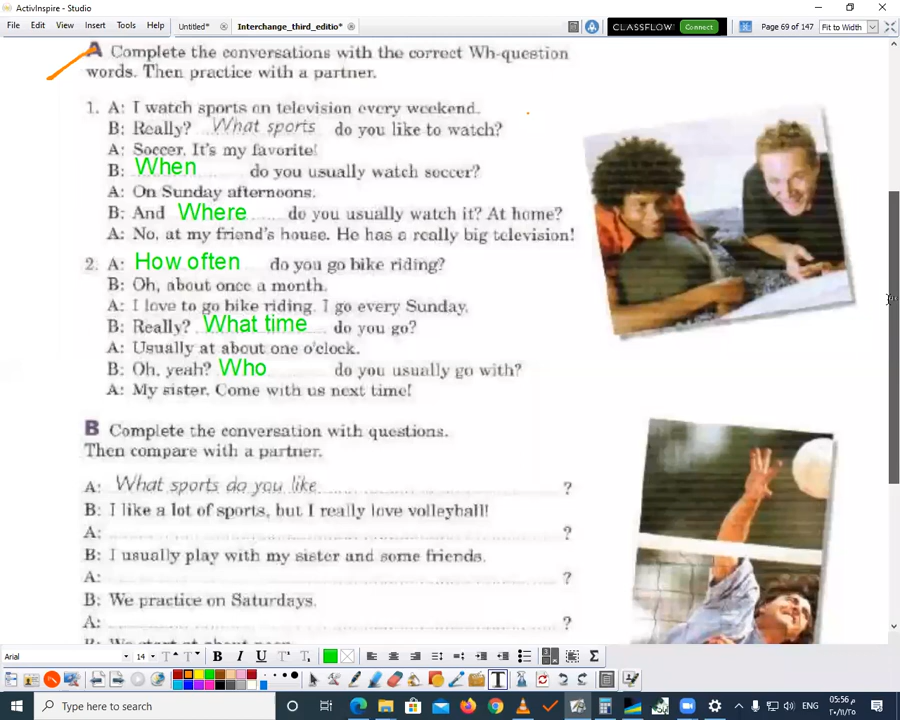 ActivInspire - Studio
File Edit View Insert Tools Help Untitled* Interchange_third_editio* CLASSFLOW Connect Page 69 of 147 Fit to Width
A Complete the conversations with the correct Wh-question
words. Then practice with a partner.
1. A: I watch sports on television every weekend.
B: Really? What sports do you like to watch?
A: Soccer. It's my favorite!
B: When do you usually watch soccer?
A: On Sunday afternoons.
B: And Where do you usually watch it? At home?
A: No, at my friend's house. He has a really big television!
2. A: How often do you go bike riding?
B: Oh, about once a month.
A: I love to go bike riding. I go every Sunday.
B: Really? What time do you go?
A: Usually at about one o'clock.
B: Oh, yeah? Who do you usually go with?
A: My sister. Come with us next time!
B Complete the conversation with questions.
Then compare with a partner.
A: What sports do you like ?
B: I like a lot of sports, but I really love volleyball!
A: ?
B: I usually play with my sister and some friends.
A: ?
B: We practice on Saturdays.
A: ?
B: We start at about noon.
Arial 14 B I U
Type here to search ENG 05:56 م